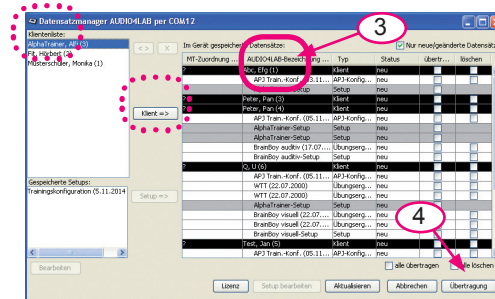 Datensatzmanager AUDIO4LAB per COM12
Klientenliste:
AlphaTrainer, Alf (3)
Fit, Hörbert (2)
Musterschüler, Monika (1)
<> X
Klient =>
Gespeicherte Setups:
Trainingskonfiguration (5.11.2014
Setup =>
Bearbeiten
Im Gerät gespeicherte Datensätze:
3
Nur neue/geänderte Datensät
MT-Zuordnung ... AUDIO4LAB-Bezeichnung ... Typ Status übertr... löschen
? Abc, Efg (1) Klient neu
APJ Train.-Konf. (03.11.... APJ-Konfig... neu
-Setup Setup neu
? Peter, Pan (3) Klient neu
? Peter, Pan (4) Klient neu
APJ Train.-Konf. (05.11.... APJ-Konfig... neu
AlphaTrainer-Setup Setup neu
AlphaTrainer-Setup Setup neu
BrainBoy auditiv (17.07.... Übungserg... neu
BrainBoy auditiv-Setup Setup neu
? Q, U (6) Klient neu
APJ Train.-Konf. (05.11.... APJ-Konfig... neu
WTT (22.07.2000) Übungserg... neu
WTT (22.07.2000) Übungserg... neu
AlphaTrainer-Setup Setup neu
BrainBoy visuell (22.07.... Übungserg... neu
BrainBoy visuell (22.07.... Übungserg... neu
BrainBoy visuell-Setup Setup neu
? Test, Jan (5) Klient neu
APJ Train.-Konf. (05.11.... APJ-Konfig... neu
4
alle übertragen alle löschen
Lizenz Setup bearbeiten Aktualisieren Abbrechen Übertragung